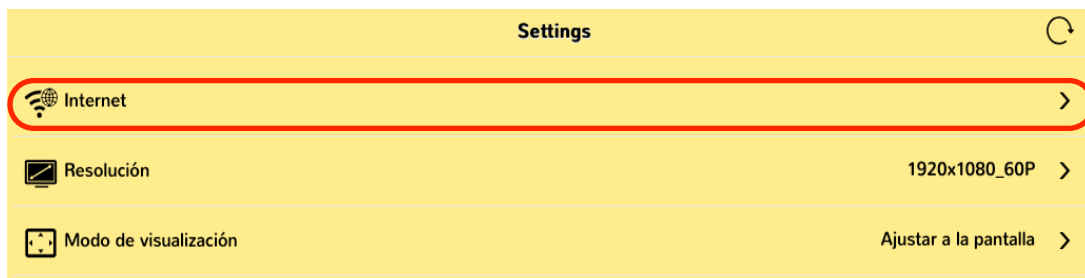 Settings
Internet
Resolución 1920x1080_60P
Modo de visualización Ajustar a la pantalla